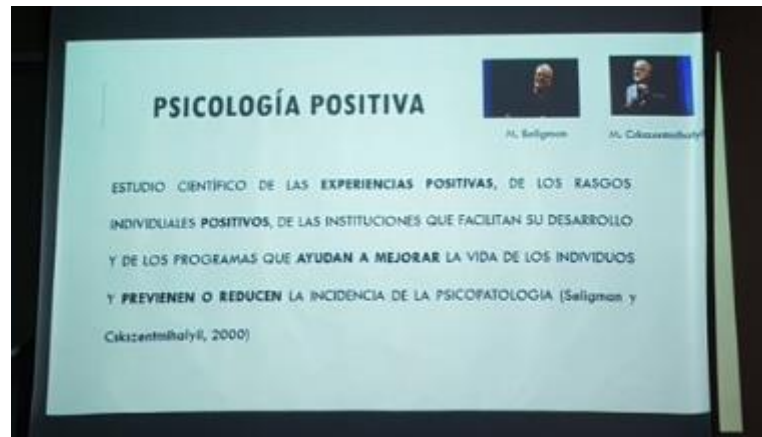 PSICOLOGÍA POSITIVA
M. Seligman
M. Csikszentmihalyi
ESTUDIO CIENTÍFICO DE LAS EXPERIENCIAS POSITIVAS, DE LOS RASGOS
INDIVIDUALES POSITIVOS, DE LAS INSTITUCIONES QUE FACILITAN SU DESARROLLO
Y DE LOS PROGRAMAS QUE AYUDAN A MEJORAR LA VIDA DE LOS INDIVIDUOS
Y PREVIENEN O REDUCEN LA INCIDENCIA DE LA PSICOPATOLOGIA (Seligman y
Csikszentmihalyil, 2000)